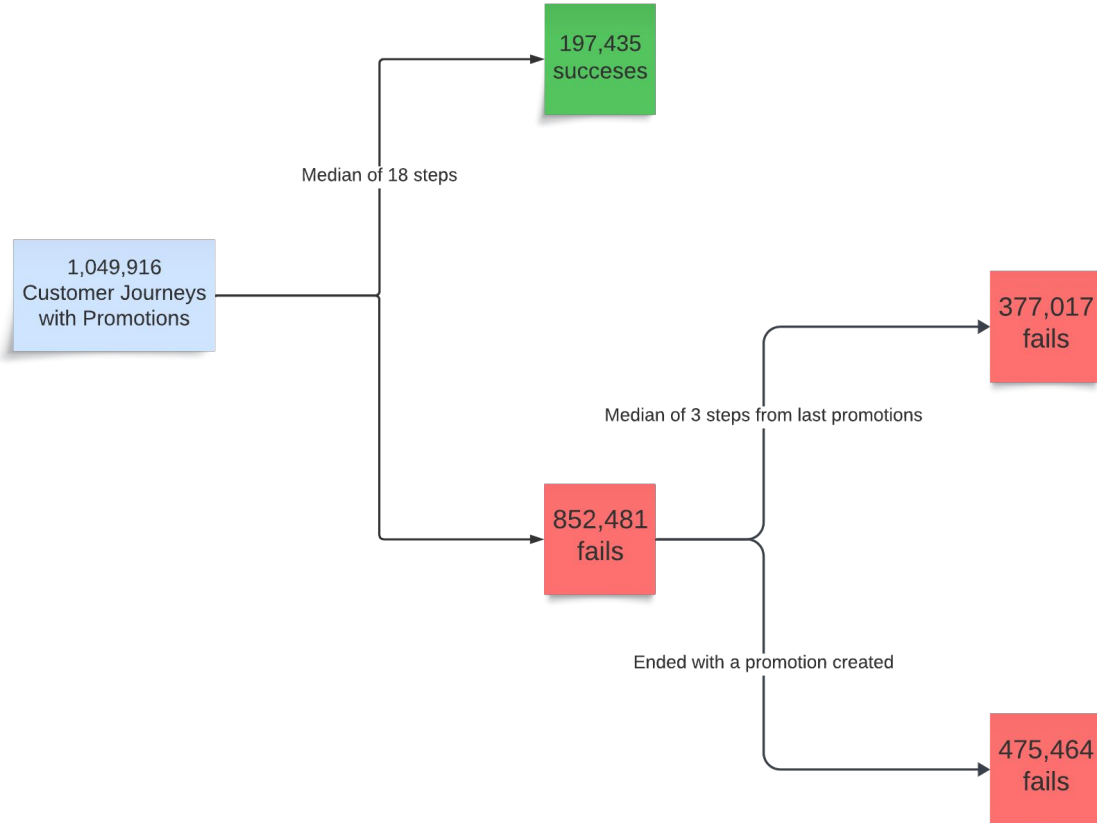 197,435
succeses
Median of 18 steps
1,049,916
Customer Journeys
with Promotions
377,017
fails
Median of 3 steps from last promotions
852,481
fails
Ended with a promotion created
475,464
fails